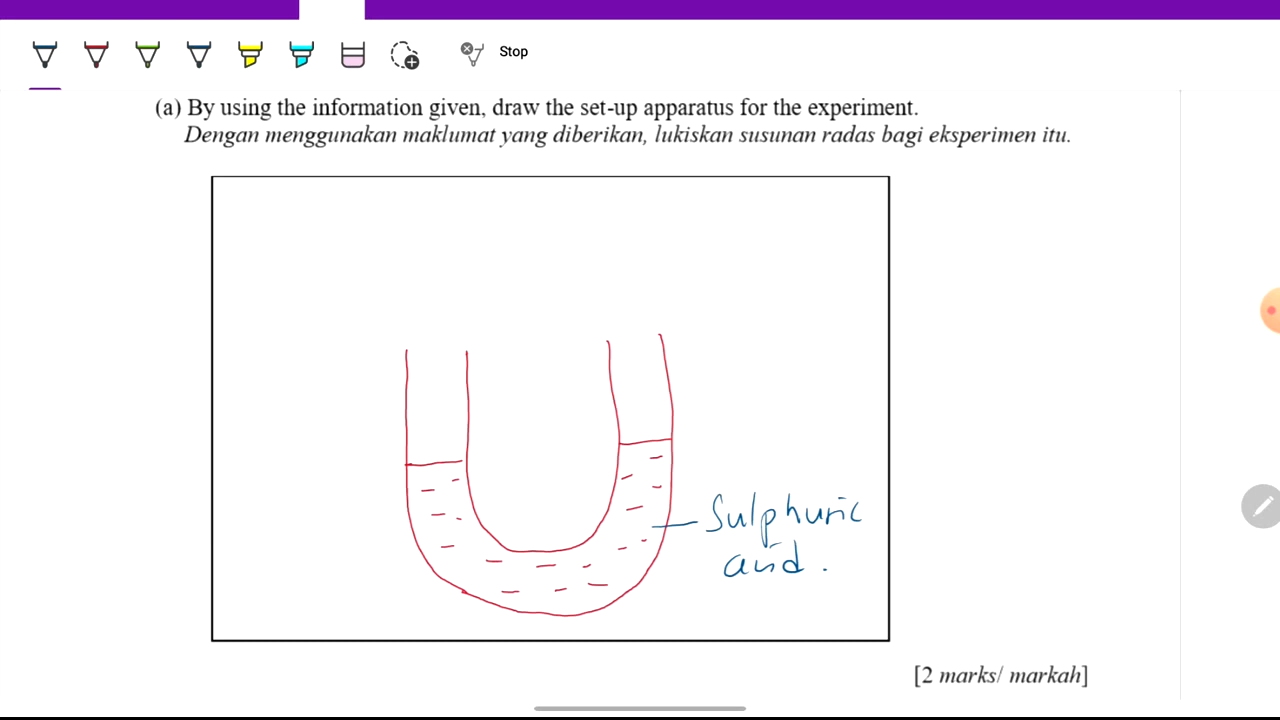 Stop
(a) By using the information given, draw the set-up apparatus for the experiment.
Dengan menggunakan maklumat yang diberikan, lukiskan susunan radas bagi eksperimen itu.
Sulphuric
acid.
[2 marks/ markah]